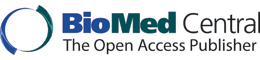 BioMed Central
The Open Access Publisher